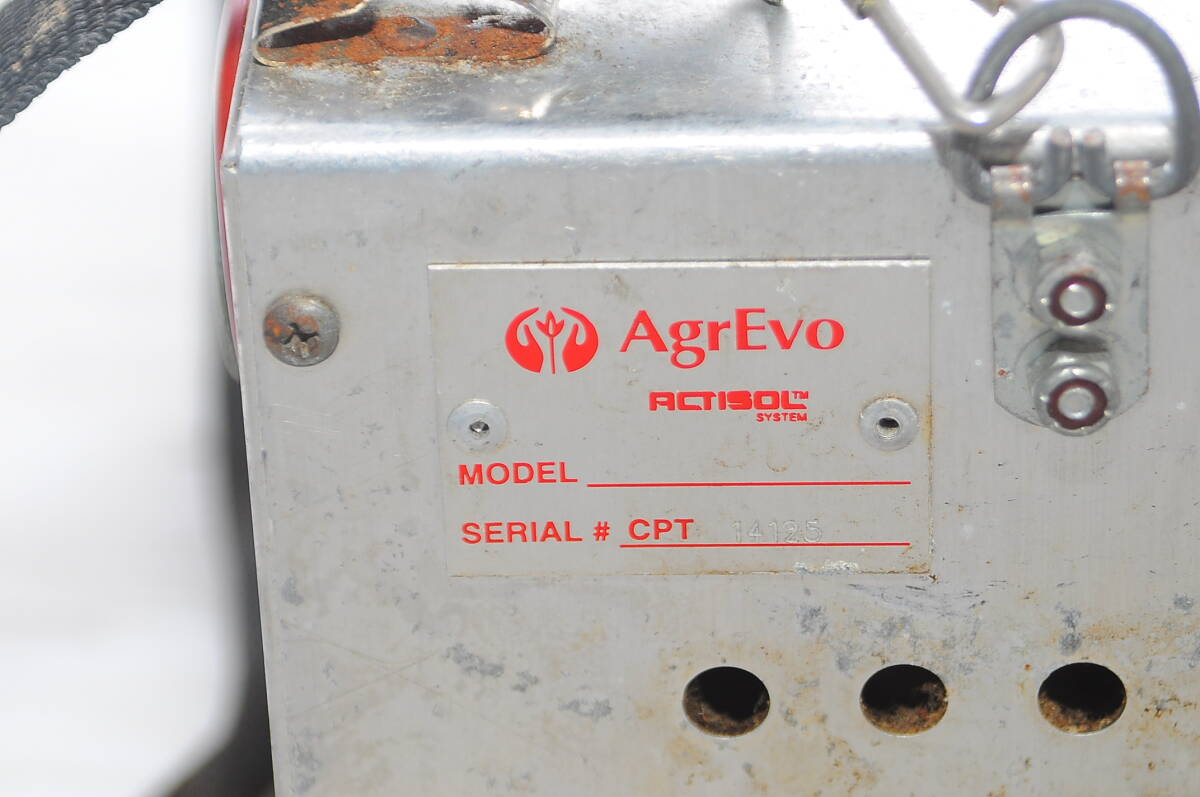 AgrEvo
ACTISOL™
SYSTEM
MODEL
SERIAL # CPT 14125